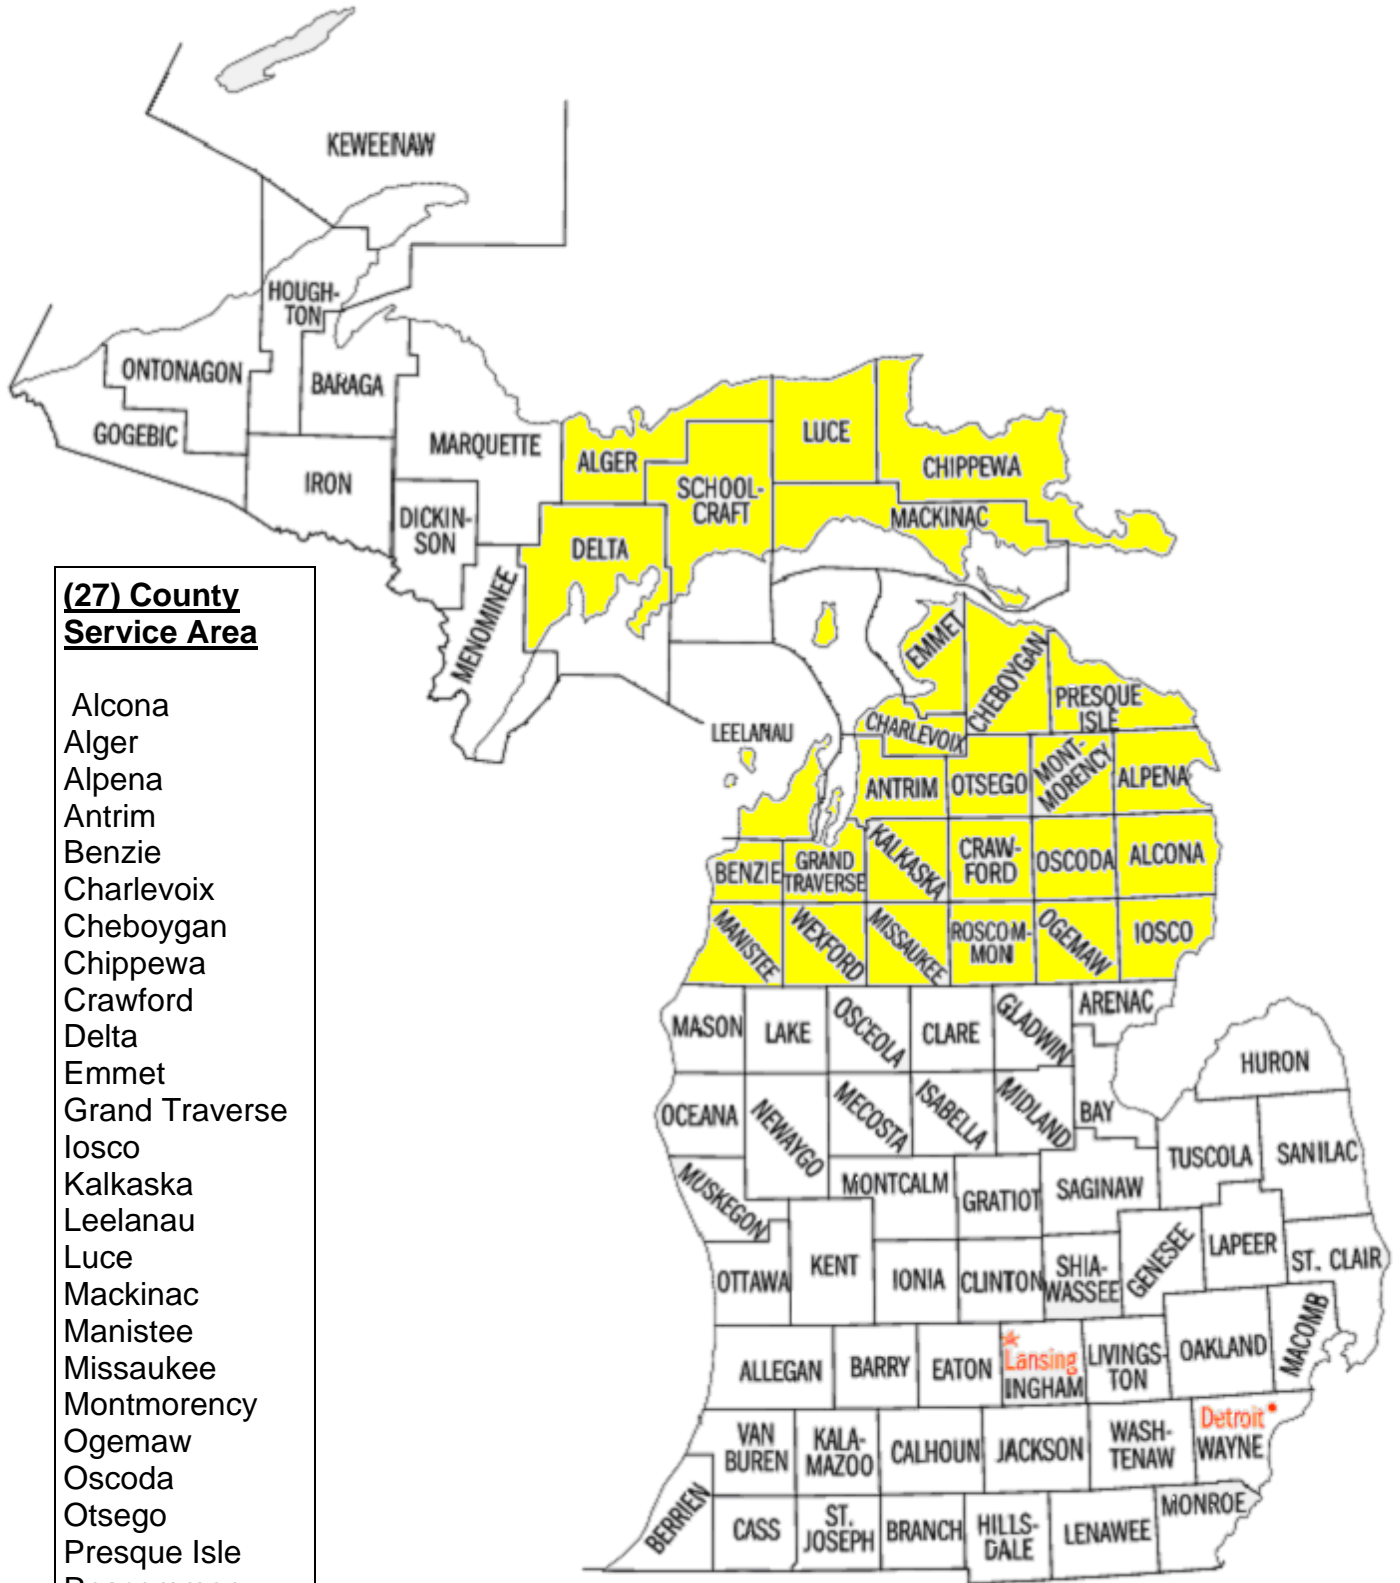 KEWEENAW
HOUGH-
TON
ONTONAGON
BARAGA
GOGEBIC
MARQUETTE
IRON
DICKIN-
SON
MENOMINEE
ALGER
LUCE
CHIPPEWA
SCHOOL-
CRAFT
MACKINAC
DELTA
(27) County
Service Area
Alcona
Alger
Alpena
Antrim
Benzie
Charlevoix
Cheboygan
Chippewa
Crawford
Delta
Emmet
Grand Traverse
Iosco
Kalkaska
Leelanau
Luce
Mackinac
Manistee
Missaukee
Montmorency
Ogemaw
Oscoda
Otsego
Presque Isle
EMMET
CHEBOYGAN
PRESQUE
ISLE
LEELANAU
CHARLEVOIX
ANTRIM
OTSEGO
MONT-
MORENCY
ALPENA
BENZIE
GRAND
TRAVERSE
KALKASKA
CRAW-
FORD
OSCODA
ALCONA
MANISTEE
WEXFORD
MISSAUKEE
ROSCOM-
MON
OGEMAW
IOSCO
MASON
LAKE
OSCEOLA
CLARE
GLADWIN
ARENAC
HURON
OCEANA
NEWAYGO
MECOSTA
ISABELLA
MIDLAND
BAY
TUSCOLA
SANILAC
MUSKEGON
MONTCALM
GRATIOT
SAGINAW
GENESEE
LAPEER
ST. CLAIR
OTTAWA
KENT
IONIA
CLINTON
SHIA-
WASSEE
ALLEGAN
BARRY
EATON
Lansing
INGHAM
LIVINGS-
TON
OAKLAND
MACOMB
VAN
BUREN
KALA-
MAZOO
CALHOUN
JACKSON
WASH-
TENAW
Detroit
WAYNE
BERRIEN
CASS
ST.
JOSEPH
BRANCH
HILLS-
DALE
LENAWEE
MONROE